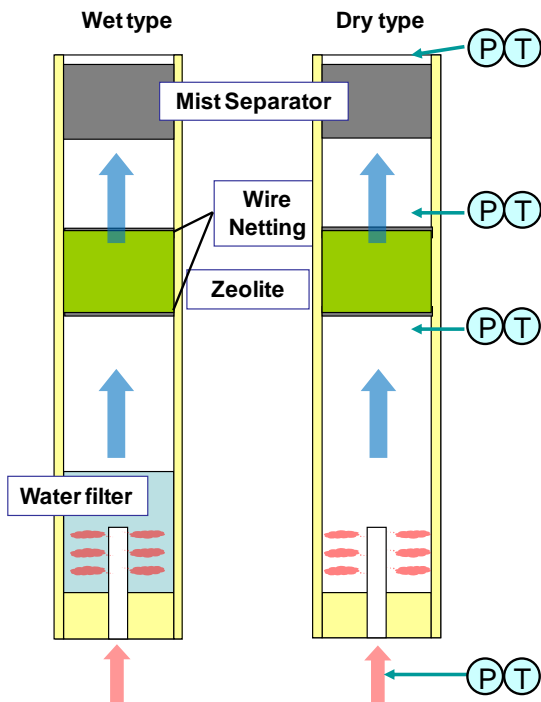 Wet type
Dry type
P T
Mist Separator
P T
Wire
Netting
Zeolite
P T
Water filter
P T